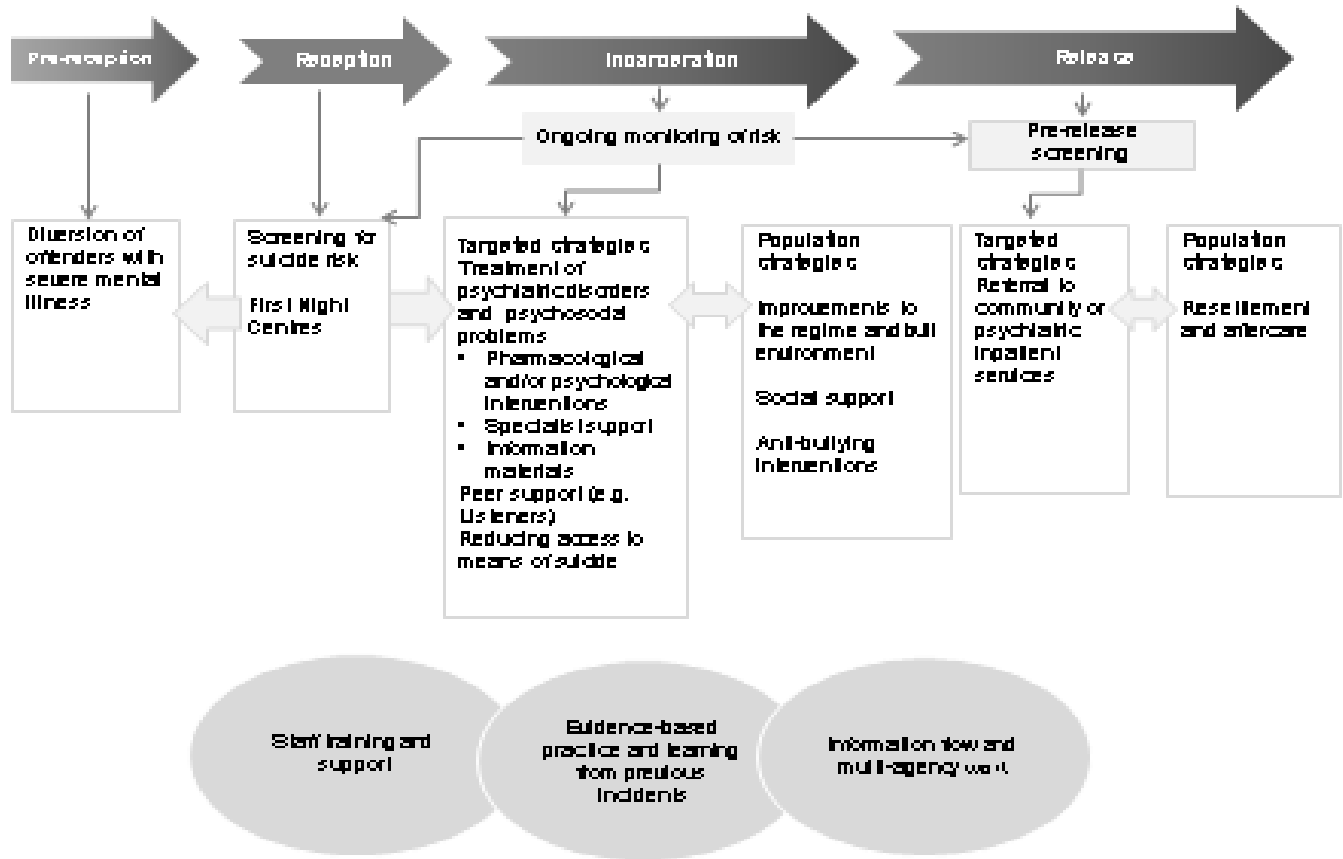 Pre-reception
Reception
Incarceration
Release
Ongoing monitoring of risk
Pre-release
screening
Diversion of
offenders with
severe mental
illness
Screening for
suicide risk
First Night
Centres
Targeted strategies
Treatment of
psychiatric disorders
and psychosocial
problems
• Pharmacological
and/or psychological
interventions
• Specialist support
• Information
materials
Peer support (e.g.
Listeners)
Reducing access to
means of suicide
Population
strategies
Improvements to
the regime and built
environment
Social support
Anti-bullying
interventions
Targeted
strategies
Referral to
community or
psychiatric
inpatient
services
Population
strategies
Resettlement
and aftercare
Staff training and
support
Evidence-based
practice and learning
from previous
incidents
Information flow and
multi-agency work